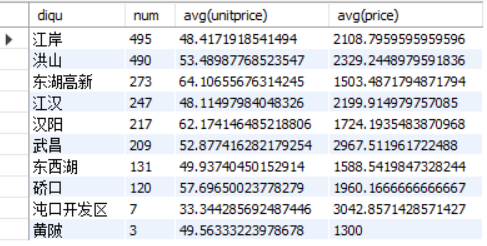 diqu num avg(unitprice) avg(price)
江岸 495 48.4171918541494 2108.7959595959596
洪山 490 53.48987768523547 2329.2448979591836
东湖高新 273 64.10655676314245 1503.4871794871794
江汉 247 48.11497984048326 2199.914979757085
汉阳 217 62.174146485218806 1724.1935483870968
武昌 209 52.877416282179254 2967.511961722488
东西湖 131 49.93740450152914 1588.5419847328244
硚口 120 57.69650023778279 1960.1666666666667
沌口开发区 7 33.344285692487446 3042.8571428571427
黄陂 3 49.56333223978678 1300